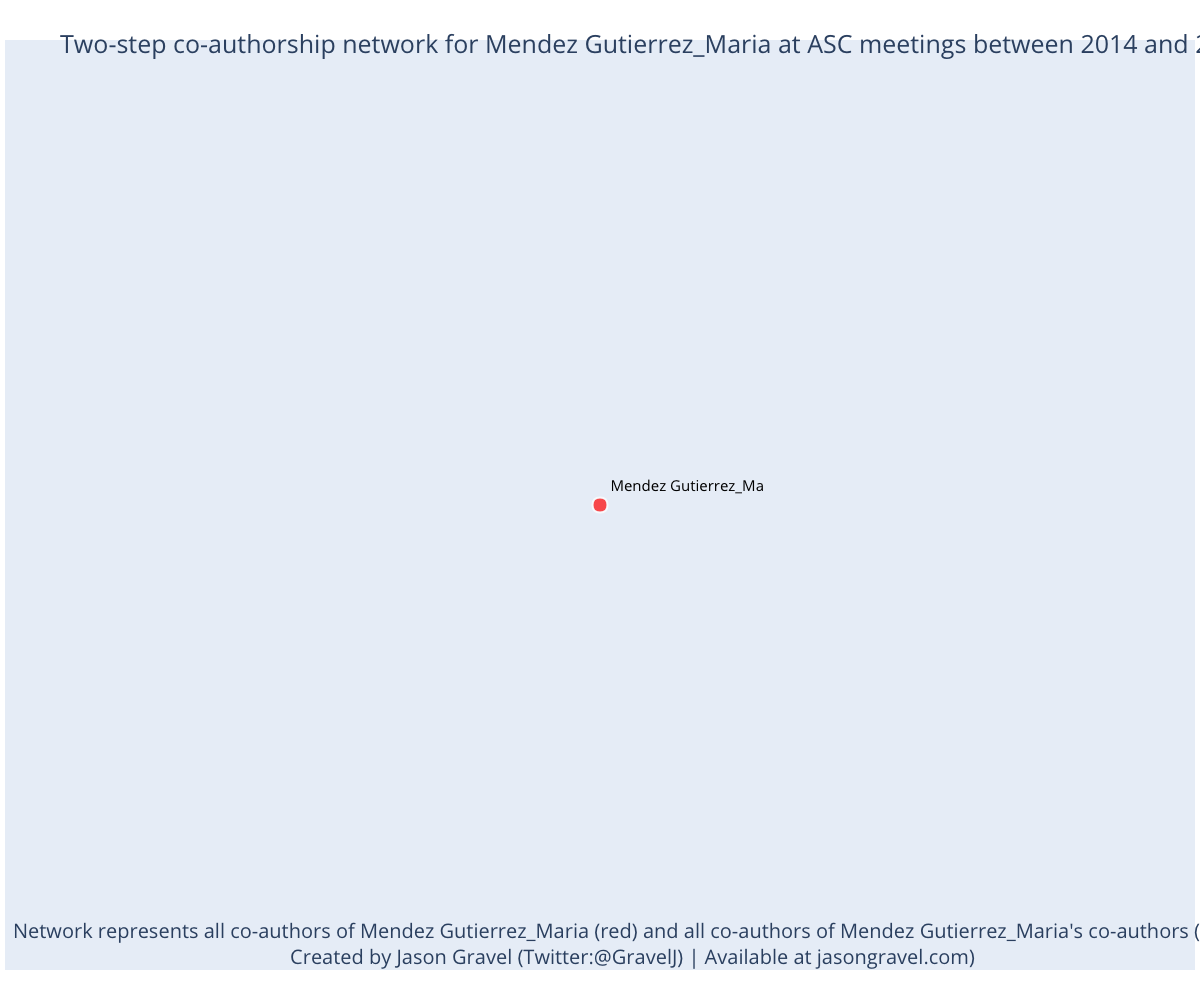 Two-step co-authorship network for Mendez Gutierrez_Maria at ASC meetings between 2014 and
Mendez Gutierrez_Ma
Network represents all co-authors of Mendez Gutierrez_Maria (red) and all co-authors of Mendez Gutierrez_Maria's co-authors (
Created by Jason Gravel (Twitter:@GravelJ) | Available at jasongravel.com)